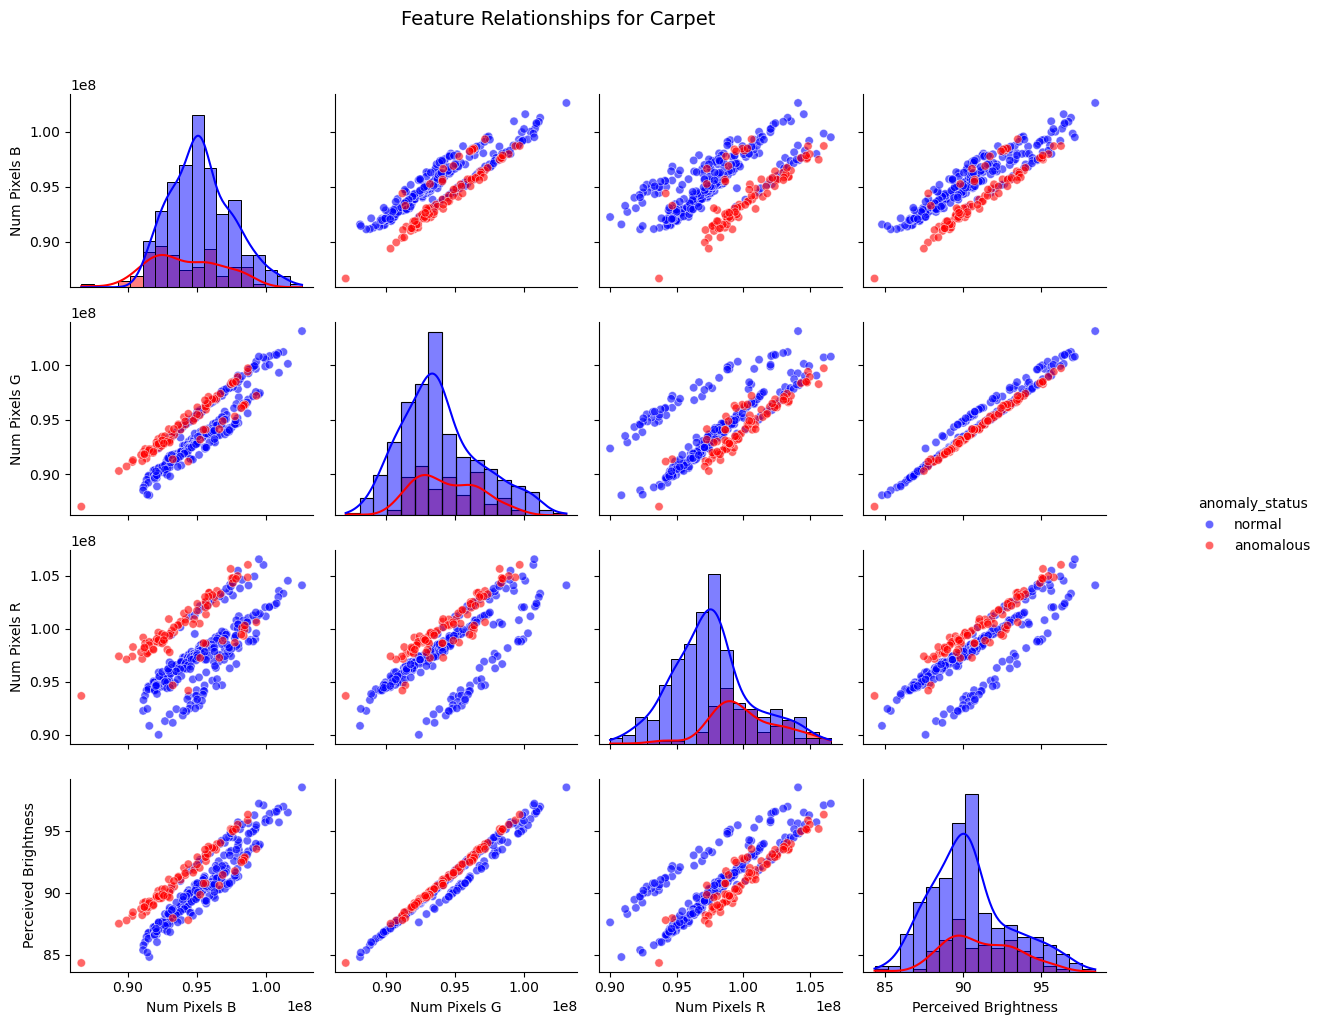 Feature Relationships for Carpet
1e8
1.00
0.95
0.90
Num Pixels B
1e8
1.00
0.95
0.90
Num Pixels G
1e8
1.05
1.00
0.95
0.90
Num Pixels R
95
90
85
Perceived Brightness
0.90 0.95 1.00
1e8
Num Pixels B
0.90 0.95 1.00
1e8
Num Pixels G
0.90 0.95 1.00 1.05
1e8
Num Pixels R
85 90 95
Perceived Brightness
anomaly_status
normal
anomalous